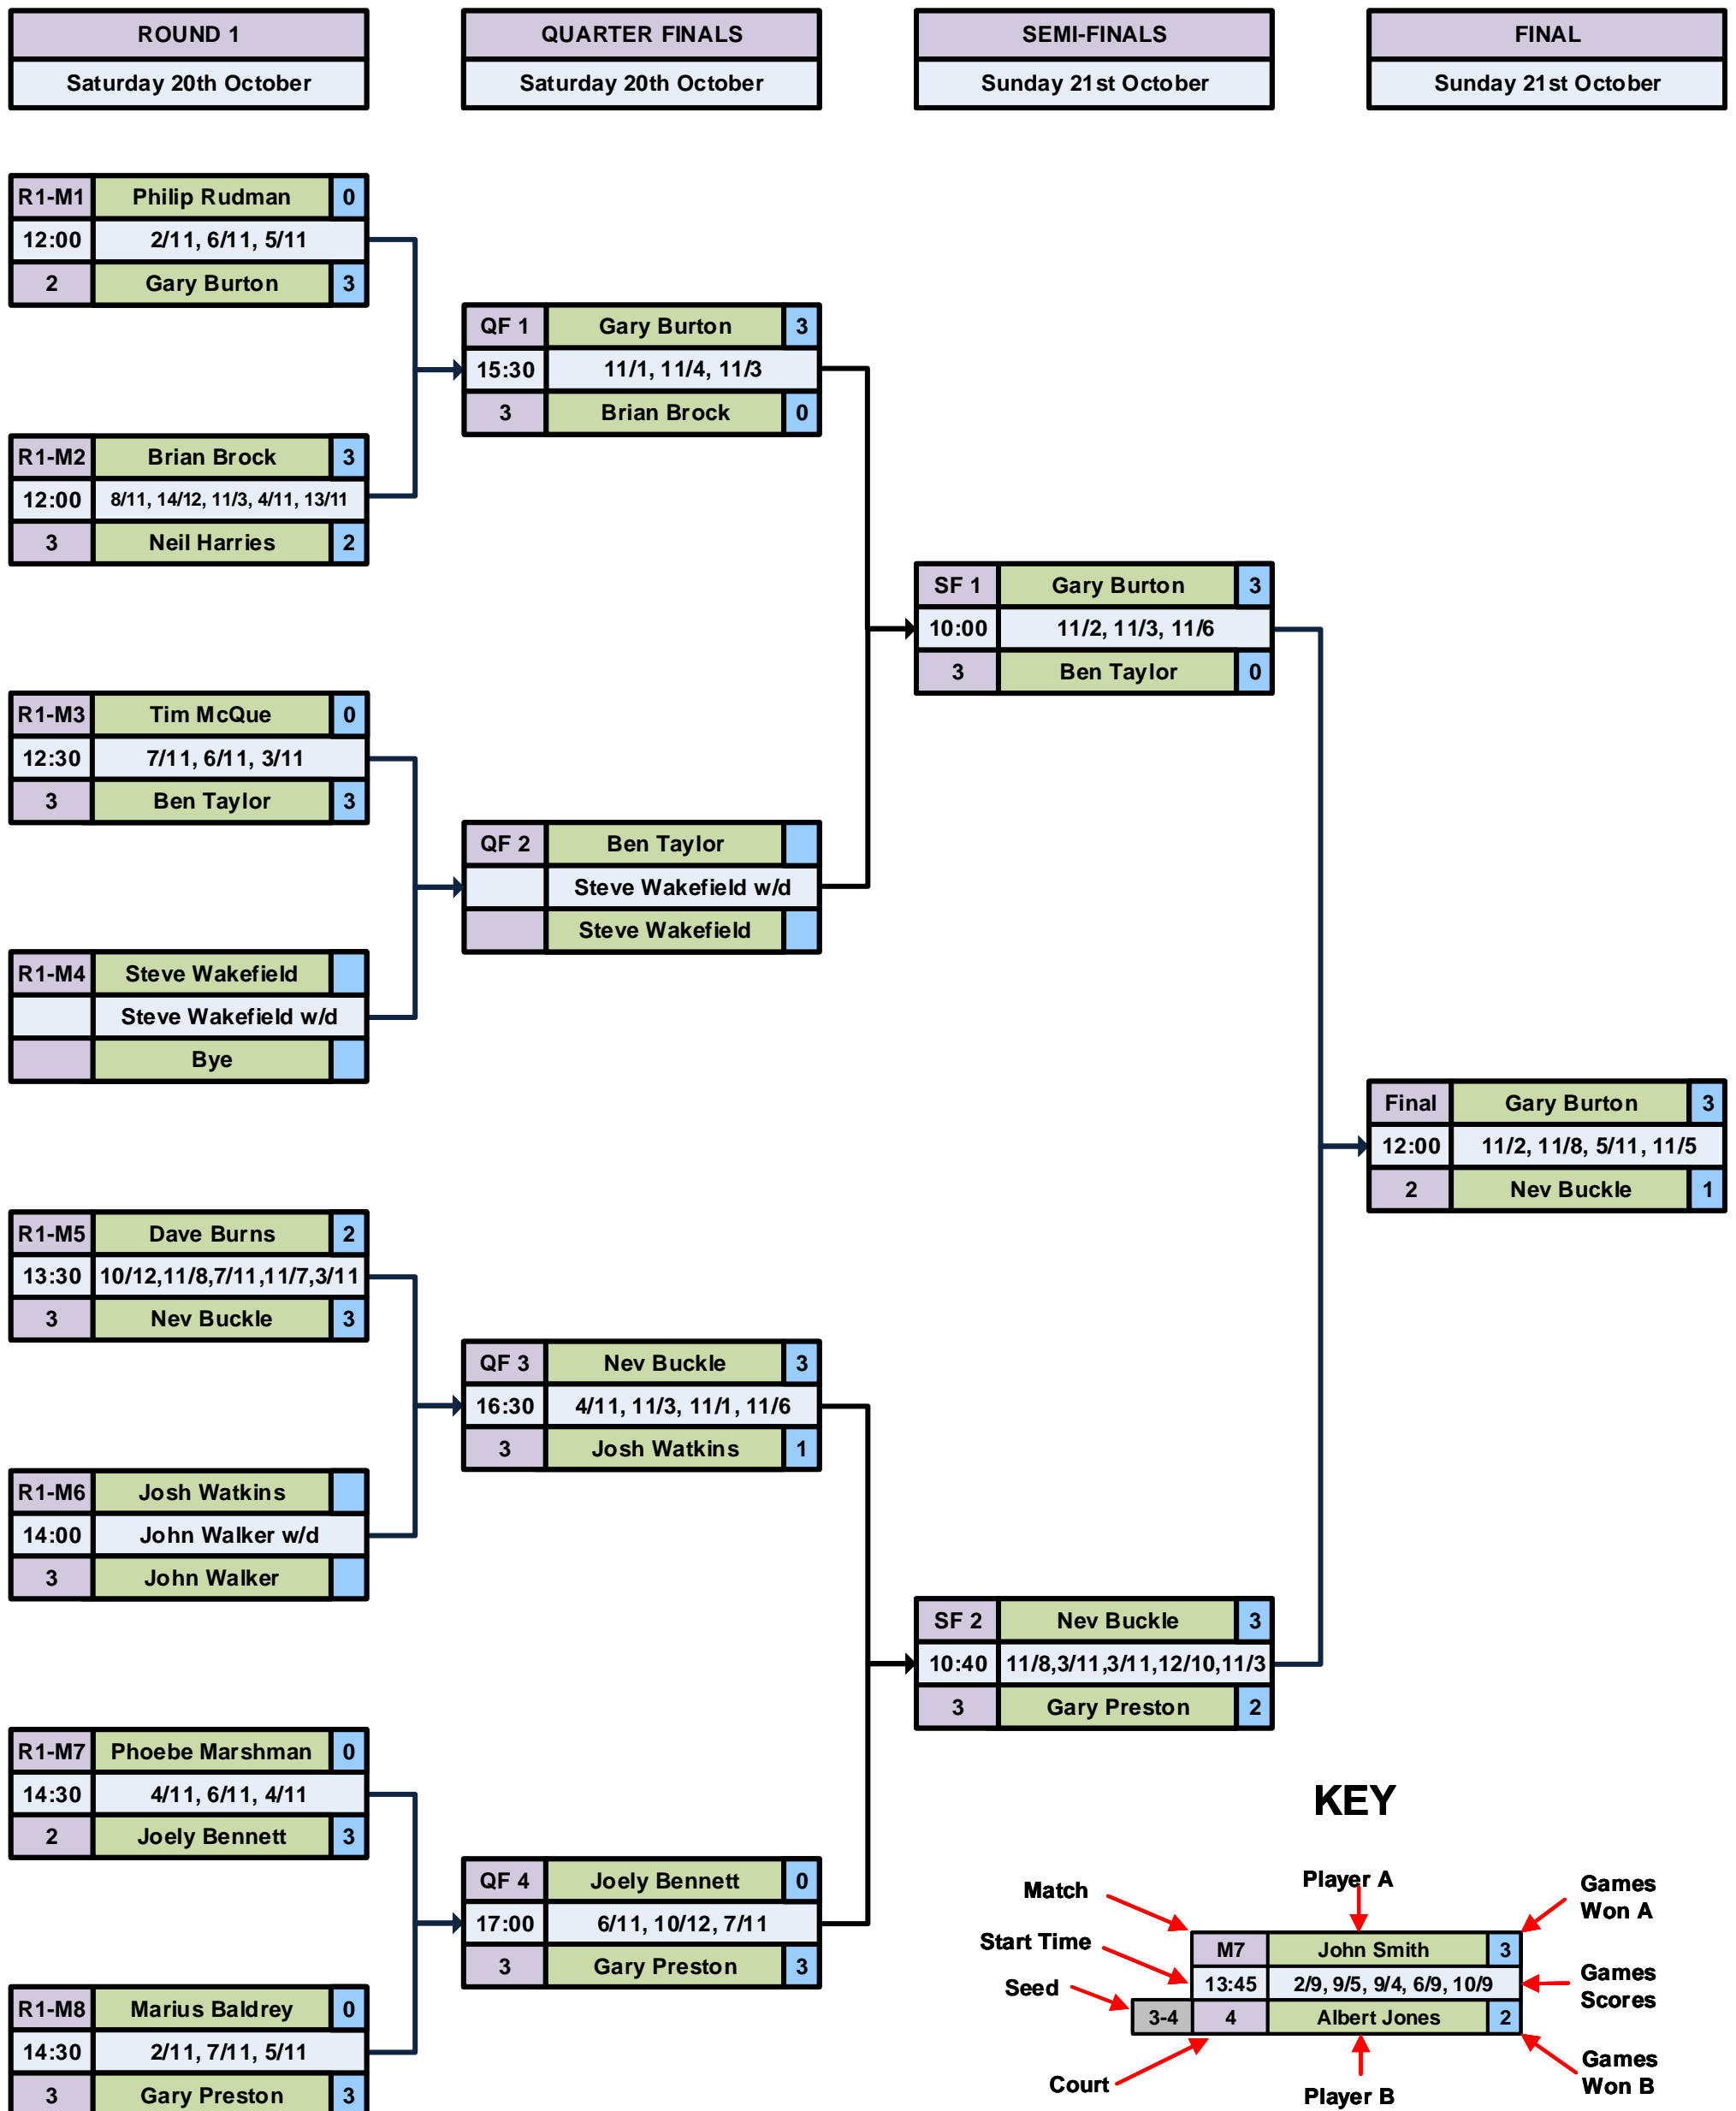 ROUND 1
Saturday 20th October
QUARTER FINALS
Saturday 20th October
SEMI-FINALS
Sunday 21st October
FINAL
Sunday 21st October
R1-M1 Philip Rudman 0
12:00 2/11, 6/11, 5/11
2 Gary Burton 3
R1-M2 Brian Brock 3
12:00 8/11, 14/12, 11/3, 4/11, 13/11
3 Neil Harries 2
R1-M3 Tim McQue 0
12:30 7/11, 6/11, 3/11
3 Ben Taylor 3
R1-M4 Steve Wakefield
Steve Wakefield w/d
Bye
R1-M5 Dave Burns 2
13:30 10/12,11/8,7/11,11/7,3/11
3 Nev Buckle 3
R1-M6 Josh Watkins
14:00 John Walker w/d
3 John Walker
R1-M7 Phoebe Marshman 0
14:30 4/11, 6/11, 4/11
2 Joely Bennett 3
R1-M8 Marius Baldrey 0
14:30 2/11, 7/11, 5/11
3 Gary Preston 3
QF 1 Gary Burton 3
15:30 11/1, 11/4, 11/3
3 Brian Brock 0
QF 2 Ben Taylor
Steve Wakefield w/d
Steve Wakefield
QF 3 Nev Buckle 3
16:30 4/11, 11/3, 11/1, 11/6
3 Josh Watkins 1
QF 4 Joely Bennett 0
17:00 6/11, 10/12, 7/11
3 Gary Preston 3
SF 1 Gary Burton 3
10:00 11/2, 11/3, 11/6
3 Ben Taylor 0
SF 2 Nev Buckle 3
10:40 11/8,3/11,3/11,12/10,11/3
3 Gary Preston 2
Final Gary Burton 3
12:00 11/2, 11/8, 5/11, 11/5
2 Nev Buckle 1
KEY
Match
Player A
Games
Won A
Start Time
Seed
M7 John Smith 3
13:45 2/9, 9/5, 9/4, 6/9, 10/9
3-4 4 Albert Jones 2
Games
Scores
Court
Player B
Games
Won B